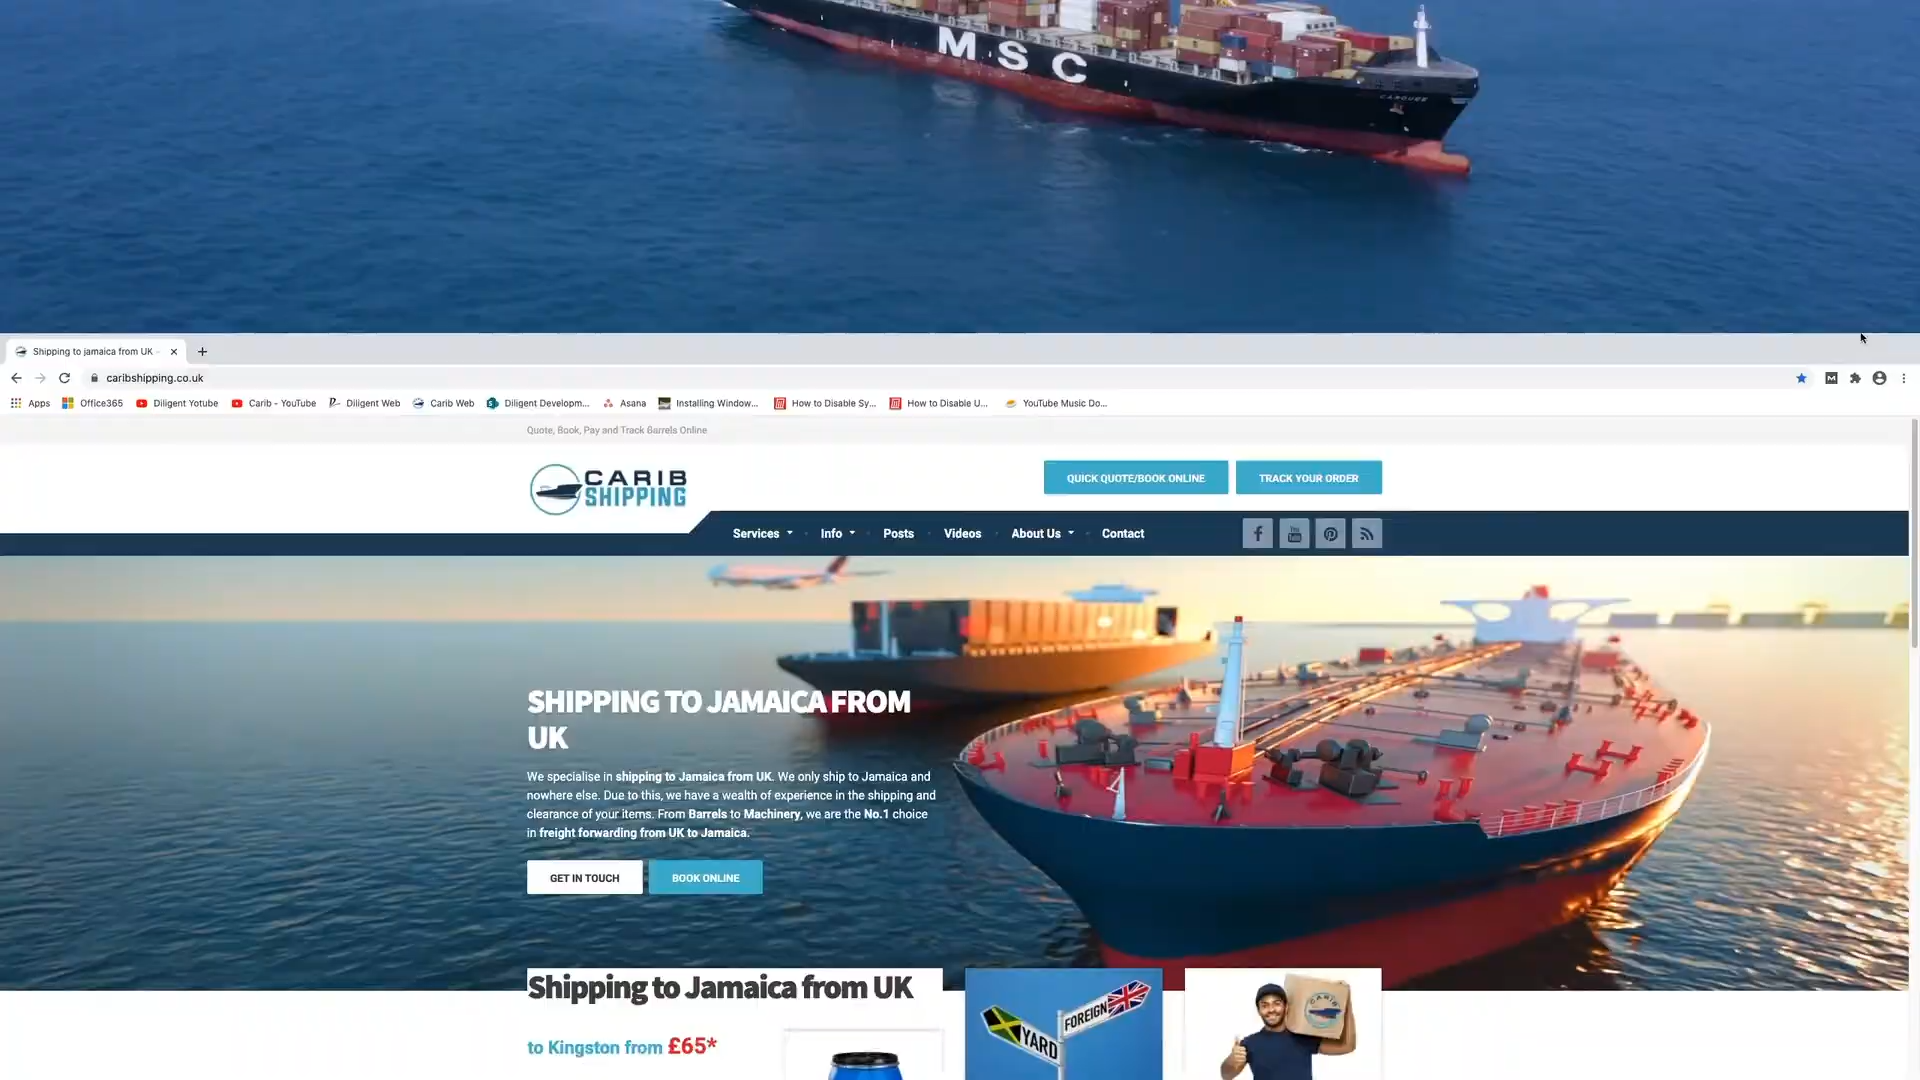 MSC
Shipping to jamaica from UK -
caribshipping.co.uk
Apps Office365 Diligent Yotube Carib - YouTube Diligent Web Carib Web Diligent Developm... Asana Installing Window... How to Disable Sy... How to Disable U... YouTube Music Do...
Quote, Book, Pay and Track Barrels Online
CARIB
SHIPPING
QUICK QUOTE/BOOK ONLINE TRACK YOUR ORDER
Services Info Posts Videos About Us Contact
SHIPPING TO JAMAICA FROM
UK
We specialise in shipping to Jamaica from UK. We only ship to Jamaica and
nowhere else. Due to this, we have a wealth of experience in the shipping and
clearance of your items. From Barrels to Machinery, we are the No.1 choice
in freight forwarding from UK to Jamaica.
GET IN TOUCH BOOK ONLINE
Shipping to Jamaica from UK
to Kingston from £65*
YARD FOREIGN
CARIB